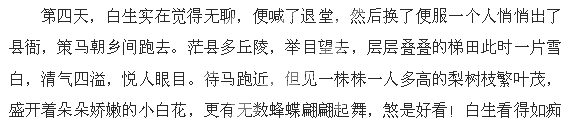 第四天，白生实在觉得无聊，便喊了退堂，然后换了便服一个人悄悄出了
县衙，策马朝乡间跑去。茫县多丘陵，举目望去，层层叠叠的梯田此时一片雪
白，清气四溢，悦人眼目。待马跑近，但见一株株一人多高的梨树枝繁叶茂，
盛开着朵朵娇嫩的小白花，更有无数蜂蝶翩翩起舞，煞是好看！白生看得如痴